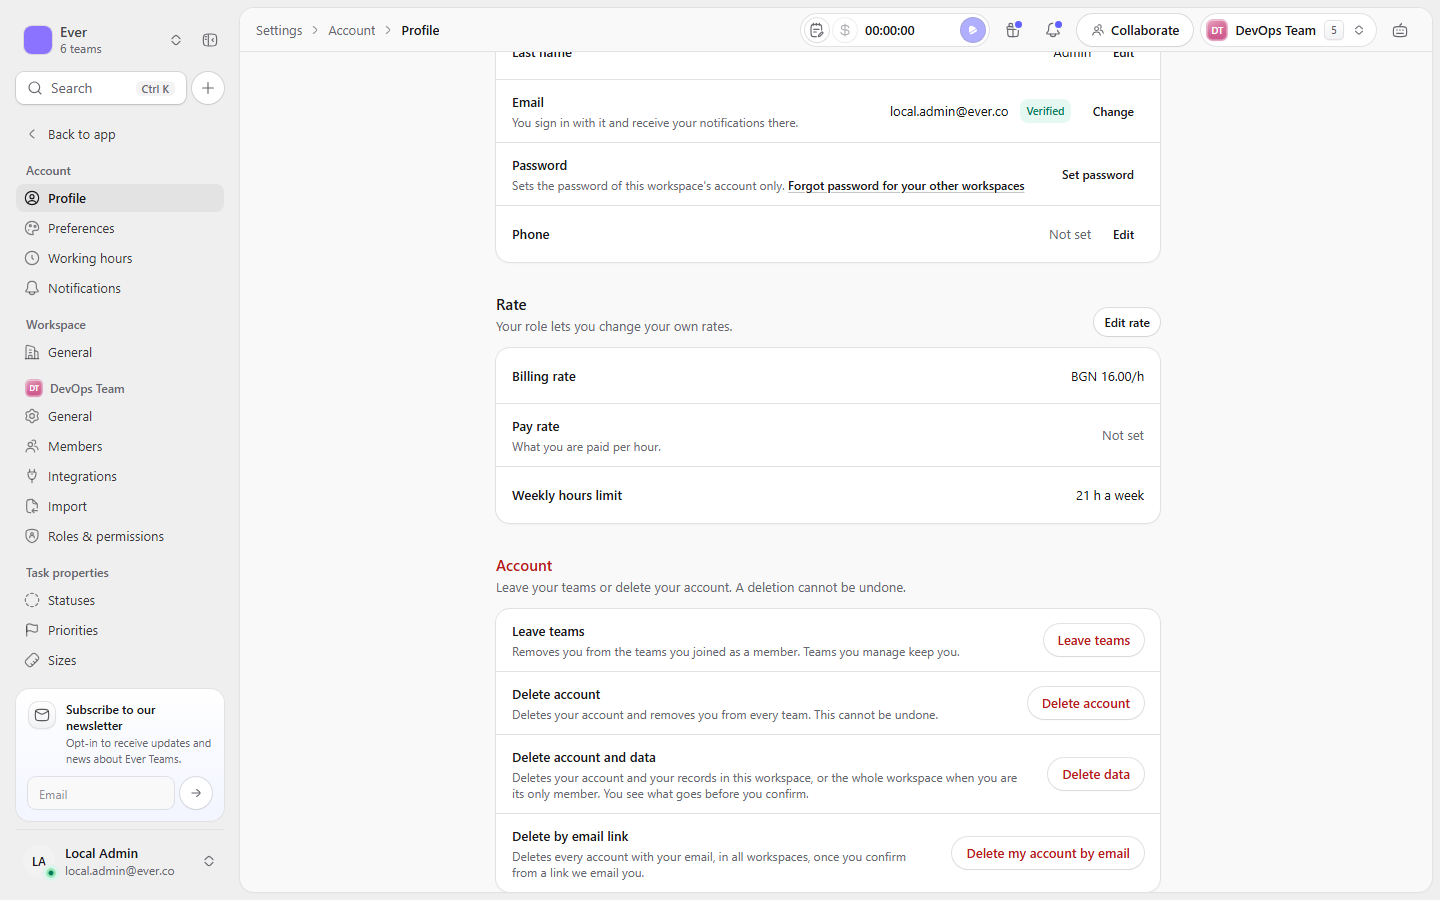 Ever
6 teams
Search
Ctrl K
Back to app
Account
Profile
Preferences
Working hours
Notifications
Workspace
General
DT
DevOps Team
General
Members
Integrations
Import
Roles & permissions
Task properties
Statuses
Priorities
Sizes
Subscribe to our
newsletter
Opt-in to receive updates and
news about Ever Teams.
Email
LA
Local Admin
local.admin@ever.co
Settings
Account
Profile
$
00:00:00
Collaborate
DT
DevOps Team
5
Last name
Admin
Edit
Email
You sign in with it and receive your notifications there.
local.admin@ever.co
Verified
Change
Password
Sets the password of this workspace's account only. Forgot password for your other workspaces
Set password
Phone
Not set
Edit
Rate
Your role lets you change your own rates.
Edit rate
Billing rate
BGN 16.00/h
Pay rate
What you are paid per hour.
Not set
Weekly hours limit
21 h a week
Account
Leave your teams or delete your account. A deletion cannot be undone.
Leave teams
Removes you from the teams you joined as a member. Teams you manage keep you.
Leave teams
Delete account
Deletes your account and removes you from every team. This cannot be undone.
Delete account
Delete account and data
Deletes your account and your records in this workspace, or the whole workspace when you are
its only member. You see what goes before you confirm.
Delete data
Delete by email link
Deletes every account with your email, in all workspaces, once you confirm
from a link we email you.
Delete my account by email